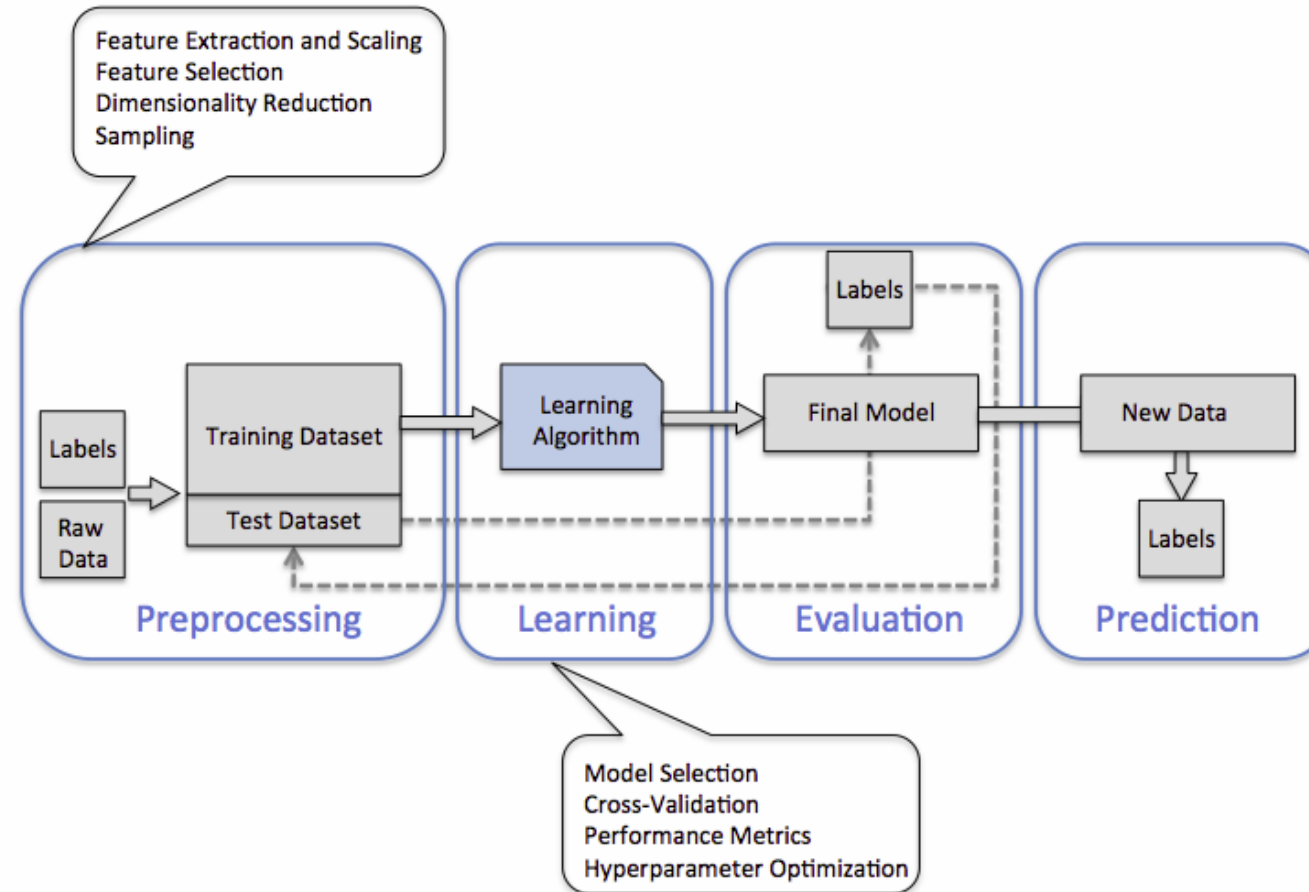 Feature Extraction and Scaling
Feature Selection
Dimensionality Reduction
Sampling
Labels
Raw
Data
Training Dataset
Test Dataset
Preprocessing
Learning
Algorithm
Learning
Labels
Final Model
Evaluation
New Data
Labels
Prediction
Model Selection
Cross-Validation
Performance Metrics
Hyperparameter Optimization